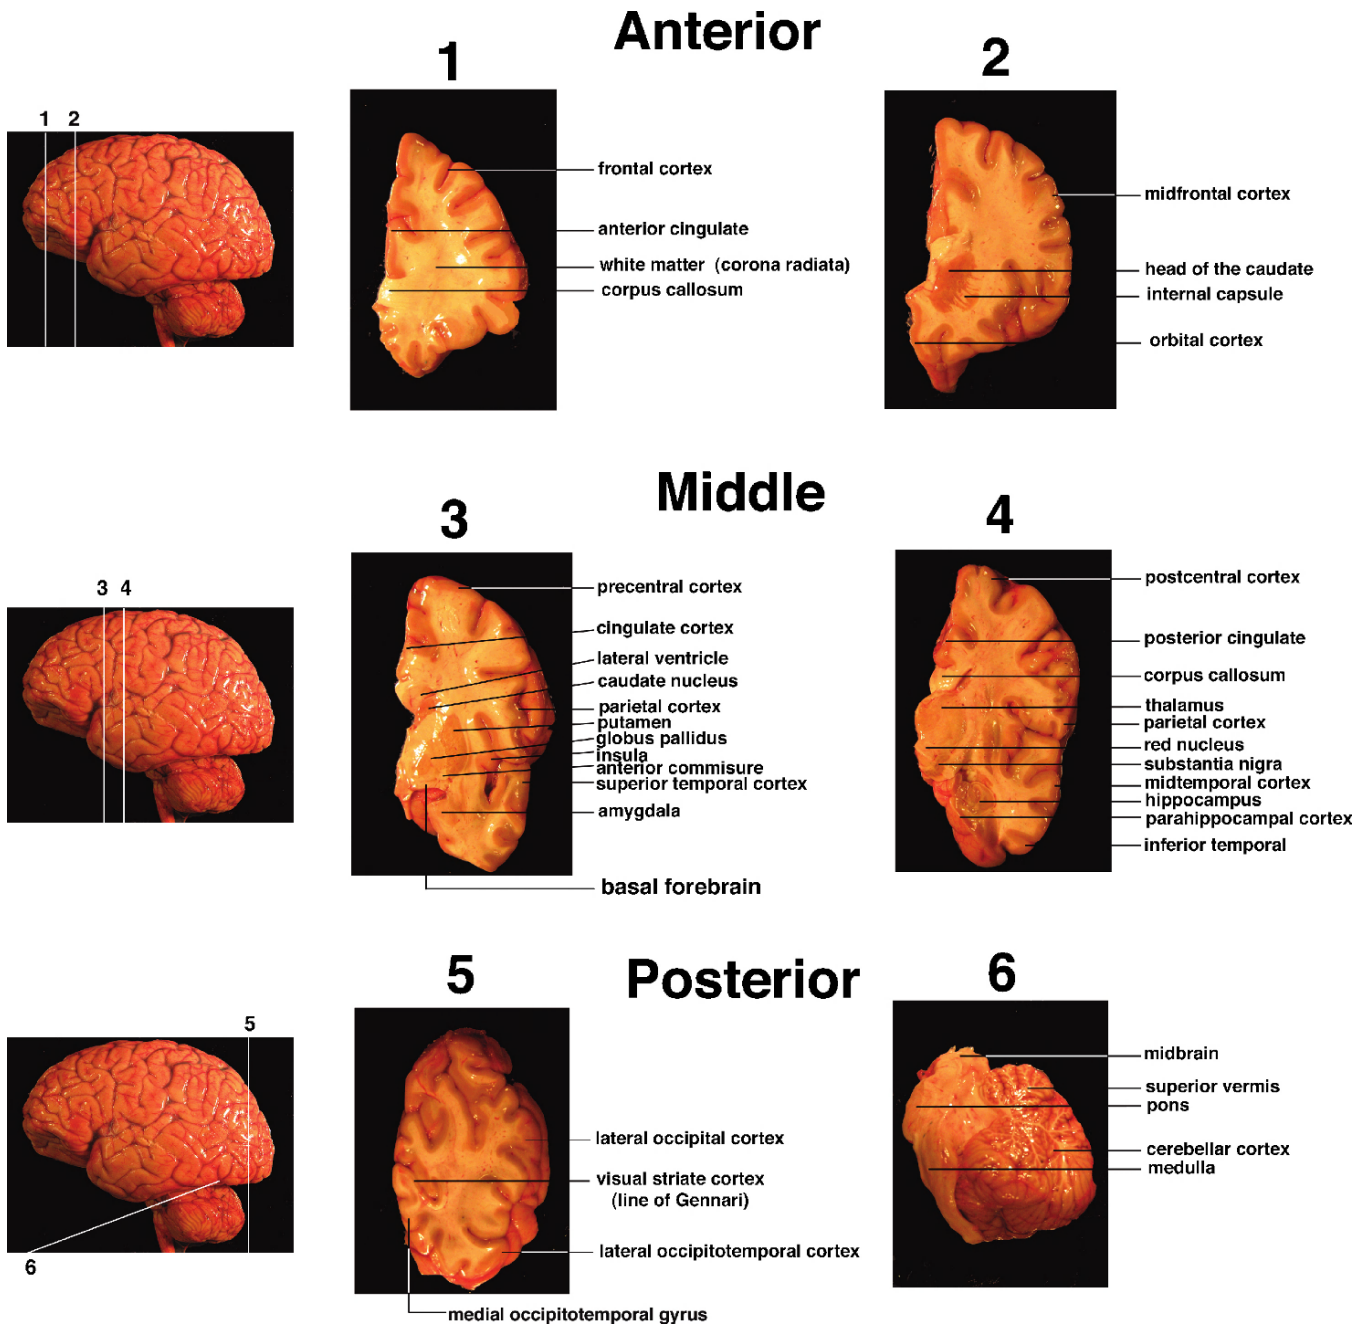 Anterior
1
2
1 2
frontal cortex
anterior cingulate
white matter (corona radiata)
corpus callosum
midfrontal cortex
head of the caudate
internal capsule
orbital cortex
Middle
3
4
3 4
precentral cortex
cingulate cortex
lateral ventricle
caudate nucleus
parietal cortex
putamen
globus pallidus
insula
anterior commisure
superior temporal cortex
amygdala
basal forebrain
postcentral cortex
posterior cingulate
corpus callosum
thalamus
parietal cortex
red nucleus
substantia nigra
midtemporal cortex
hippocampus
parahippocampal cortex
inferior temporal
Posterior
5
6
5
6
lateral occipital cortex
visual striate cortex
(line of Gennari)
lateral occipitotemporal cortex
medial occipitotemporal gyrus
midbrain
superior vermis
pons
cerebellar cortex
medulla